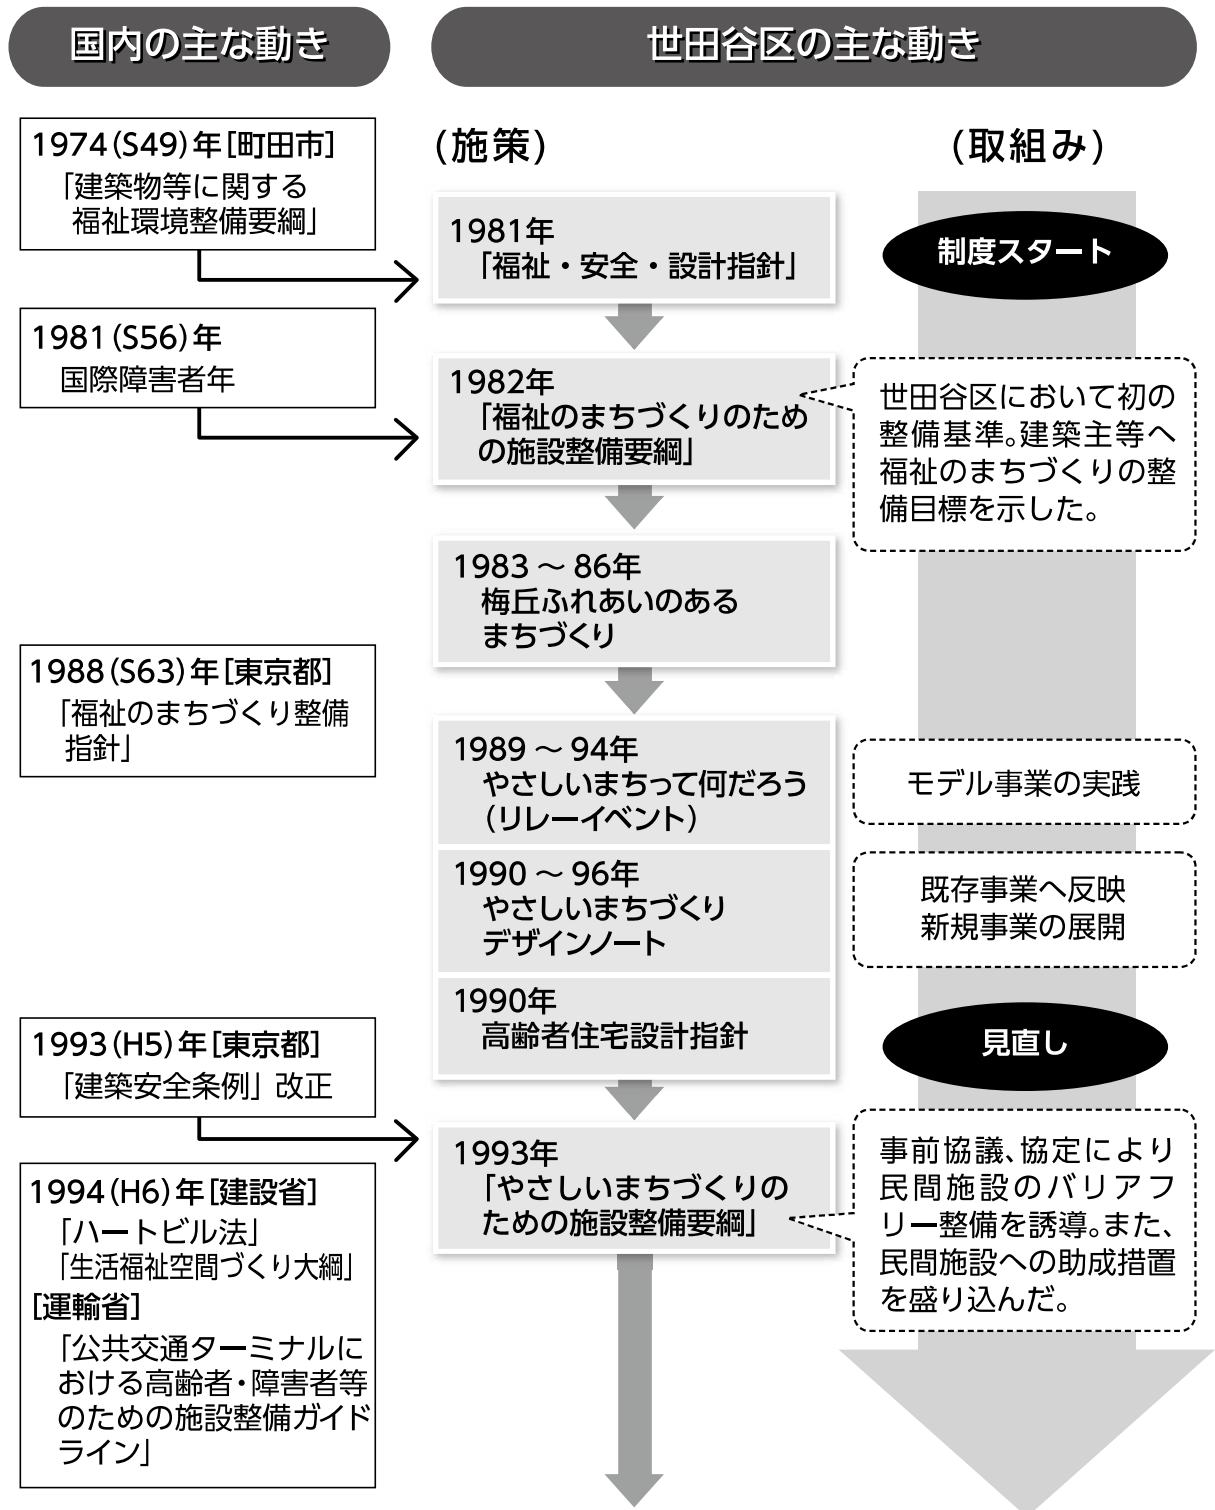 国内の主な動き
1974(S49)年[町田市]
「建築物等に関する
福祉環境整備要綱」
1981(S56)年
国際障害者年
1988(S63)年[東京都]
「福祉のまちづくり整備
指針」
1993(H5)年[東京都]
「建築安全条例」改正
1994(H6)年[建設省]
「ハートビル法」
「生活福祉空間づくり大綱」
[運輸省]
「公共交通ターミナルに
おける高齢者・障害者等
のための施設整備ガイド
ライン」
世田谷区の主な動き
(施策)
1981年
「福祉・安全・設計指針」
1982年
「福祉のまちづくりのため
の施設整備要綱」
1983 ～ 86年
梅丘ふれあいのある
まちづくり
1989 ～ 94年
やさしいまちって何だろう
(リレーイベント)
1990 ～ 96年
やさしいまちづくり
デザインノート
1990年
高齢者住宅設計指針
1993年
「やさしいまちづくりの
ための施設整備要綱」
(取組み)
制度スタート
世田谷区において初の
整備基準。建築主等へ
福祉のまちづくりの整
備目標を示した。
モデル事業の実践
既存事業へ反映
新規事業の展開
見直し
事前協議、協定により
民間施設のバリアフ
リー整備を誘導。また、
民間施設への助成措置
を盛り込んだ。